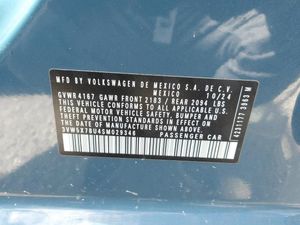 MFD BY VOLKSWAGEN DE MEXICO S.A. DE C.V.
MEXICO 10/24
GVWR 4167 GAWR FRONT 2183 / REAR 2094 LBS
THIS VEHICLE CONFORMS TO ALL APPLICABLE
FEDERAL MOTOR VEHICLE SAFETY, BUMPER, AND
THEFT PREVENTION STANDARDS IN EFFECT ON THE
DATE OF MANUFACTURE SHOWN ABOVE
PASSENGER CAR